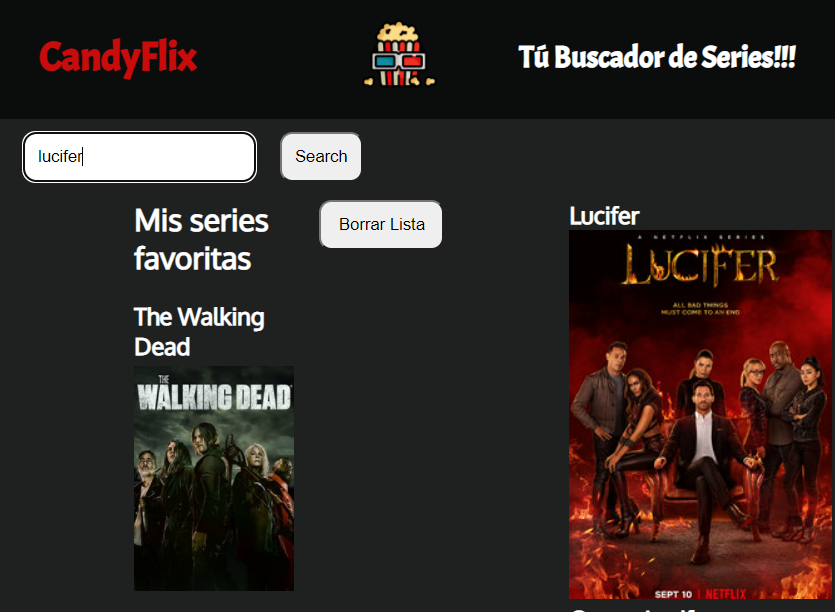 CandyFlix
Tú Buscador de Series!!!
lucifer
Search
Mis series
favoritas
Borrar Lista
The Walking
Dead
THE
WALKING DEAD
Lucifer
A NETFLIX SERIES
LUCIFER
ALL BAD THINGS
MUST COME TO AN END
SEPT 10 | NETFLIX